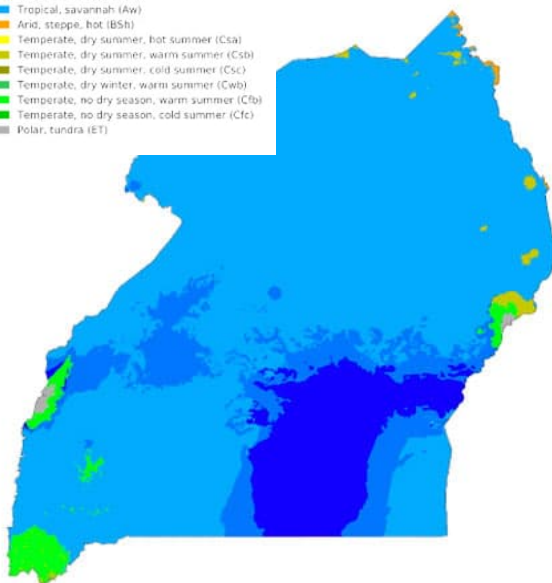 Tropical, savannah (Aw)
Arid, steppe, hot (BSh)
Temperate, dry summer, hot summer (Csa)
Temperate, dry summer, warm summer (Csb)
Temperate, dry summer, cold summer (Csc)
Temperate, dry winter, warm summer (Cwb)
Temperate, no dry season, warm summer (Cfb)
Temperate, no dry season, cold summer (Cfc)
Polar, tundra (ET)